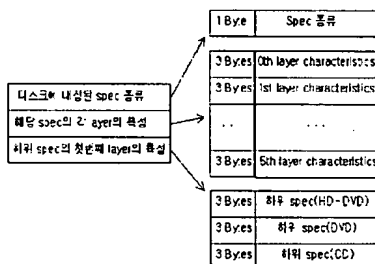 디스크에 내장된 spec 종류
해당 spec의 각 layer의 특성
하위 spec의 첫번째 layer의 특성
1 Byte Spec 종류
3 Bytes 0th layer characteristics
3 Bytes 1st layer characteristics
... ...
3 Bytes 5th layer characteristics
3 Bytes 하위 spec(HD-DVD)
3 Bytes 하위 spec(DVD)
3 Bytes 하위 spec(CD)